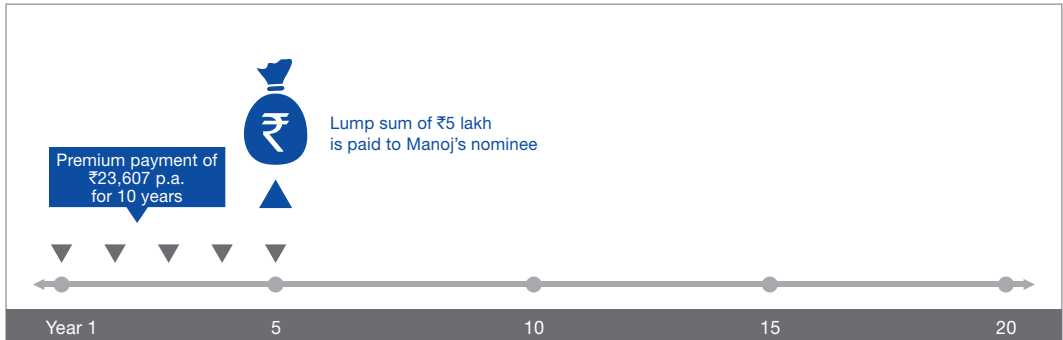 ₹
Lump sum of ₹5 lakh
is paid to Manoj’s nominee
Premium payment of
₹23,607 p.a.
for 10 years
Year 1 5 10 15 20